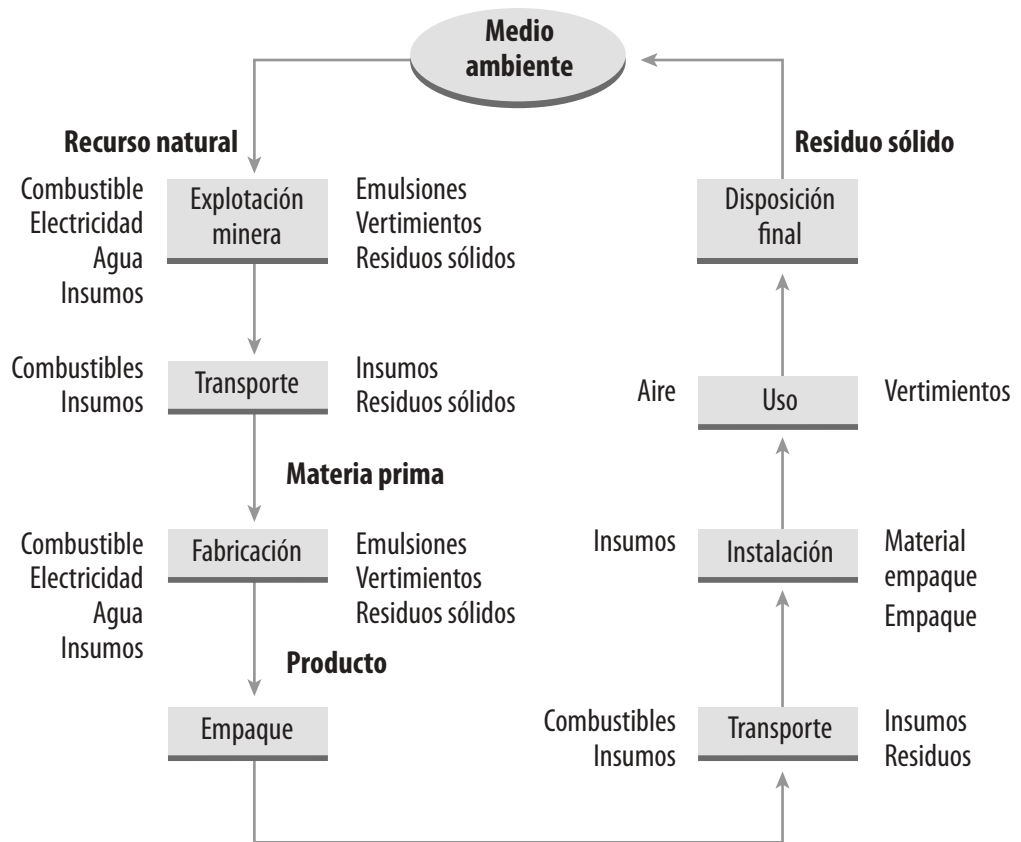 Medio
ambiente
Recurso natural
Combustible
Electricidad
Agua
Insumos
Explotación
minera
Emulsiones
Vertimientos
Residuos sólidos
Combustibles
Insumos
Transporte
Insumos
Residuos sólidos
Materia prima
Combustible
Electricidad
Agua
Insumos
Fabricación
Emulsiones
Vertimientos
Residuos sólidos
Producto
Empaque
Combustibles
Insumos
Transporte
Insumos
Residuos
Insumos
Instalación
Material
empaque
Empaque
Aire
Uso
Vertimientos
Disposición
final
Residuo sólido